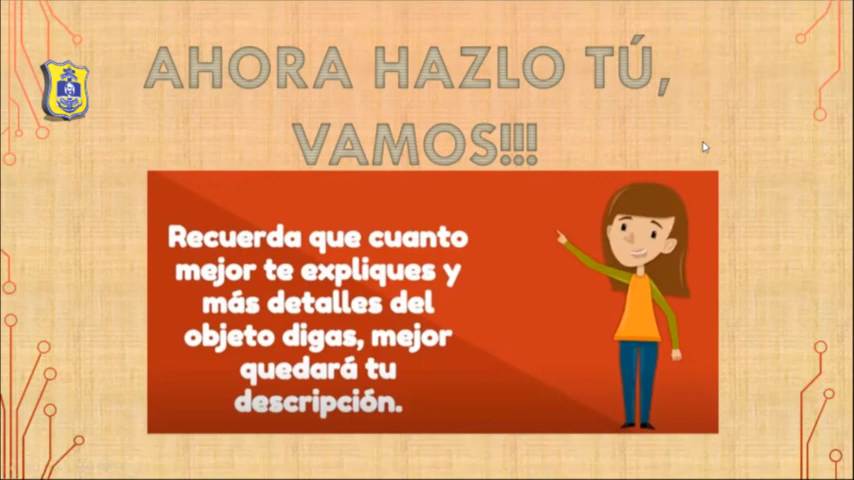 AHORA HAZLO TÚ,
VAMOS!!!
Recuerda que cuanto
mejor te expliques y
más detalles del
objeto digas, mejor
quedará tu
descripción.